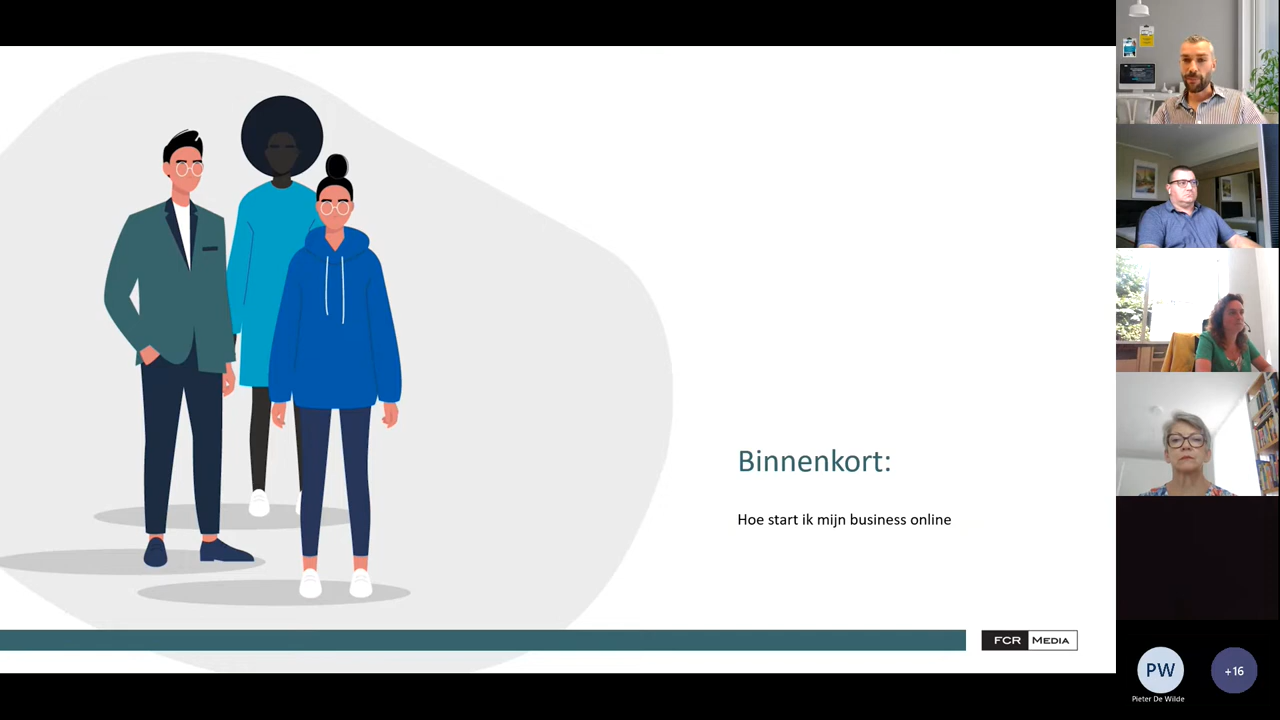 Binnenkort:
Hoe start ik mijn business online
FCR MEDIA
PW
+16
Pieter De Wilde